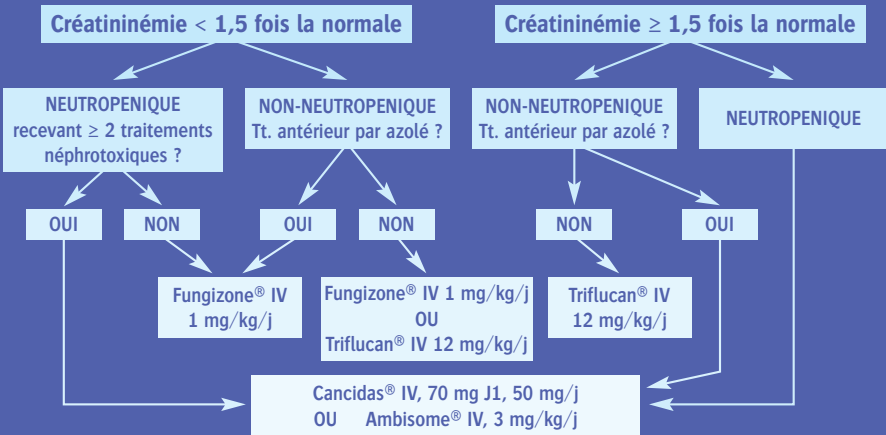 Créatininémie < 1,5 fois la normale
Créatininémie ≥ 1,5 fois la normale
NEUTROPENIQUE
recevant ≥ 2 traitements
néphrotoxiques ?
NON-NEUTROPENIQUE
Tt. antérieur par azolé ?
NON-NEUTROPENIQUE
Tt. antérieur par azolé ?
NEUTROPENIQUE
OUI
NON
OUI
NON
NON
OUI
Fungizone® IV
1 mg/kg/j
Fungizone® IV 1 mg/kg/j
OU
Triflucan® IV 12 mg/kg/j
Triflucan® IV
12 mg/kg/j
Cancidas® IV, 70 mg J1, 50 mg/j
OU Ambisome® IV, 3 mg/kg/j